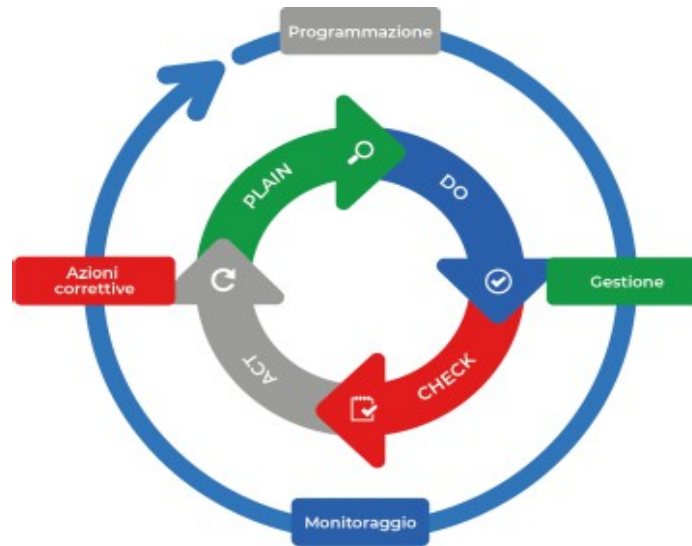 Programmazione
PLAIN
DO
Azioni
correttive
Gestione
ACT
CHECK
Monitoraggio